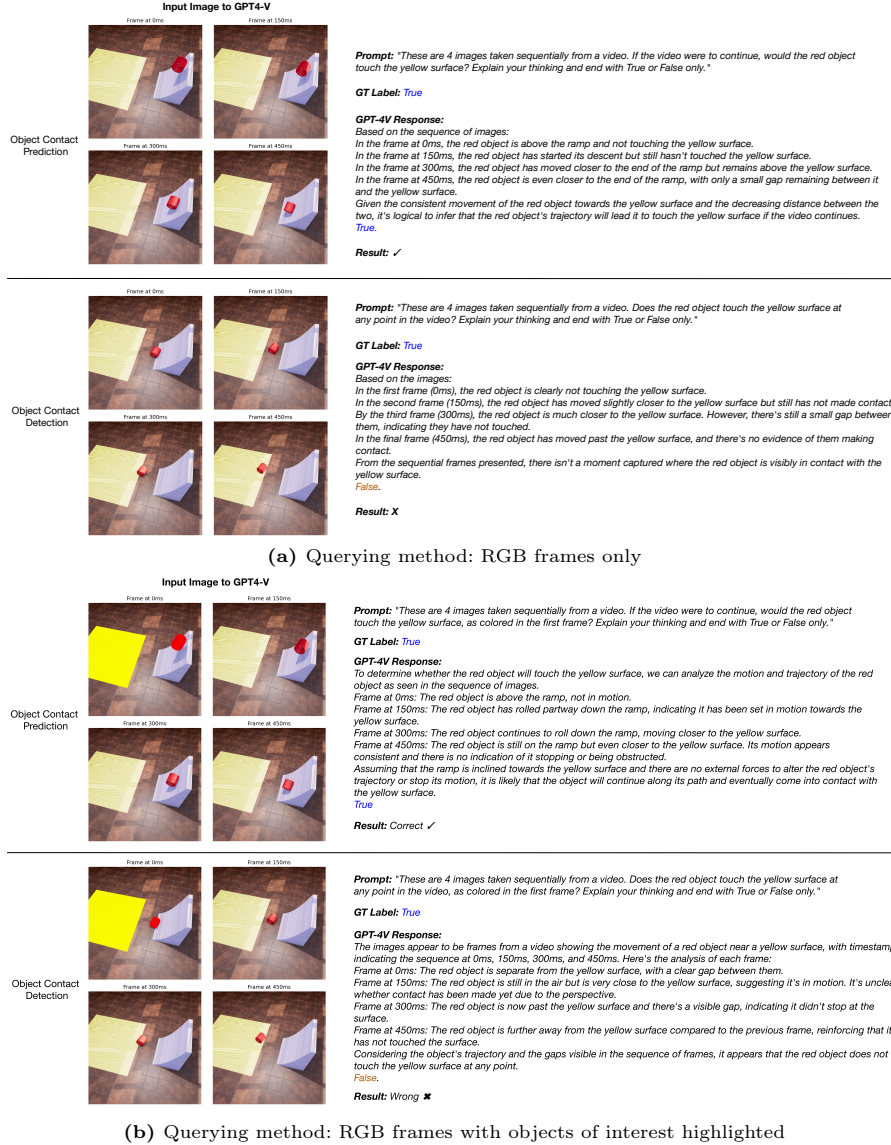 Input Image to GPT4-V
Frame at 0ms
Frame at 150ms
Frame at 300ms
Frame at 450ms
Object Contact
Prediction
Prompt: "These are 4 images taken sequentially from a video. If the video were to continue, would the red object
touch the yellow surface? Explain your thinking and end with True or False only."
GT Label: True
GPT-4V Response:
Based on the sequence of images:
In the frame at 0ms, the red object is above the ramp and not touching the yellow surface.
In the frame at 150ms, the red object has started its descent but still hasn't touched the yellow surface.
In the frame at 300ms, the red object has moved closer to the end of the ramp but remains above the yellow surface.
In the frame at 450ms, the red object is even closer to the end of the ramp, with only a small gap remaining between it
and the yellow surface.
Given the consistent movement of the red object towards the yellow surface and the decreasing distance between the
two, it's logical to infer that the red object's trajectory will lead it to touch the yellow surface if the video continues.
True.
Result: ✓
Frame at 0ms
Frame at 150ms
Frame at 300ms
Frame at 450ms
Object Contact
Detection
Prompt: "These are 4 images taken sequentially from a video. Does the red object touch the yellow surface at
any point in the video? Explain your thinking and end with True or False only."
GT Label: True
GPT-4V Response:
Based on the images:
In the first frame (0ms), the red object is clearly not touching the yellow surface.
In the second frame (150ms), the red object has moved slightly closer to the yellow surface but still has not made contact
By the third frame (300ms), the red object is much closer to the yellow surface. However, there's still a small gap between
them, indicating they have not touched.
In the final frame (450ms), the red object has moved past the yellow surface, and there's no evidence of them making
contact.
From the sequential frames presented, there isn't a moment captured where the red object is visibly in contact with the
yellow surface.
False.
Result: X
(a) Querying method: RGB frames only
Input Image to GPT4-V
Frame at 0ms
Frame at 150ms
Frame at 300ms
Frame at 450ms
Object Contact
Prediction
Prompt: "These are 4 images taken sequentially from a video. If the video were to continue, would the red object
touch the yellow surface, as colored in the first frame? Explain your thinking and end with True or False only."
GT Label: True
GPT-4V Response:
To determine whether the red object will touch the yellow surface, we can analyze the motion and trajectory of the red
object as seen in the sequence of images.
Frame at 0ms: The red object is above the ramp, not in motion.
Frame at 150ms: The red object has rolled partway down the ramp, indicating it has been set in motion towards the
yellow surface.
Frame at 300ms: The red object continues to roll down the ramp, moving closer to the yellow surface.
Frame at 450ms: The red object is still on the ramp but even closer to the yellow surface. Its motion appears
consistent and there is no indication of it stopping or being obstructed.
Assuming that the ramp is inclined towards the yellow surface and there are no external forces to alter the red object's
trajectory or stop its motion, it is likely that the object will continue along its path and eventually come into contact with
the yellow surface.
True
Result: Correct ✓
Frame at 0ms
Frame at 150ms
Frame at 300ms
Frame at 450ms
Object Contact
Detection
Prompt: "These are 4 images taken sequentially from a video. Does the red object touch the yellow surface at
any point in the video, as colored in the first frame? Explain your thinking and end with True or False only."
GT Label: True
GPT-4V Response:
The images appear to be frames from a video showing the movement of a red object near a yellow surface, with timestamp
indicating the sequence at 0ms, 150ms, 300ms, and 450ms. Here's the analysis of each frame:
Frame at 0ms: The red object is separate from the yellow surface, with a clear gap between them.
Frame at 150ms: The red object is still in the air but is very close to the yellow surface, suggesting it's in motion. It's unclea
whether contact has been made yet due to the perspective.
Frame at 300ms: The red object is now past the yellow surface and there's a visible gap, indicating it didn't stop at the
surface.
Frame at 450ms: The red object is further away from the yellow surface compared to the previous frame, reinforcing that it
has not touched the surface.
Considering the object's trajectory and the gaps visible in the sequence of frames, it appears that the red object does not
touch the yellow surface at any point.
False.
Result: Wrong ✖
(b) Querying method: RGB frames with objects of interest highlighted